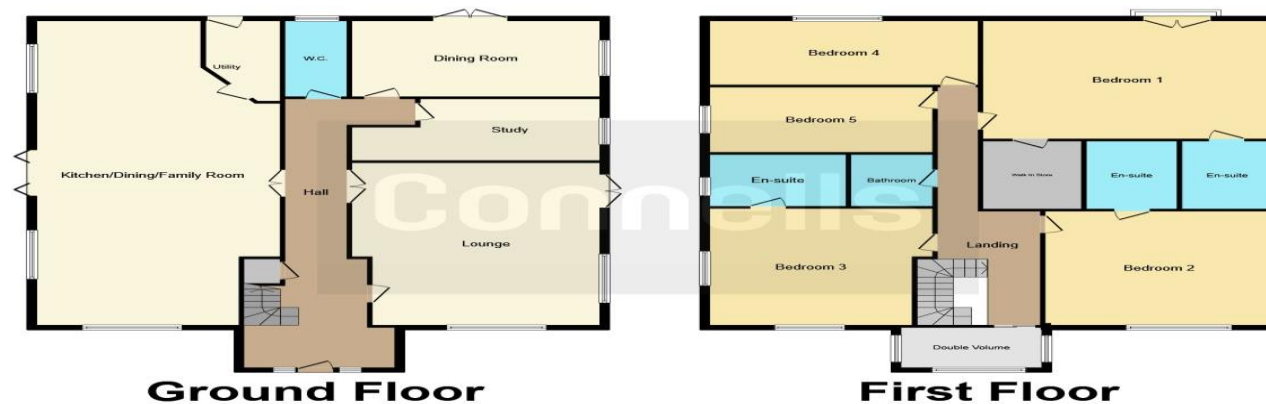 Utility
W.C.
Dining Room
Study
Kitchen/Dining/Family Room
Hall
Lounge
Ground Floor
Bedroom 4
Bedroom 1
Bedroom 5
En-suite
Bathroom
Walk In Store
En-suite
En-suite
Bedroom 3
Landing
Bedroom 2
Double Volume
First Floor
Connells